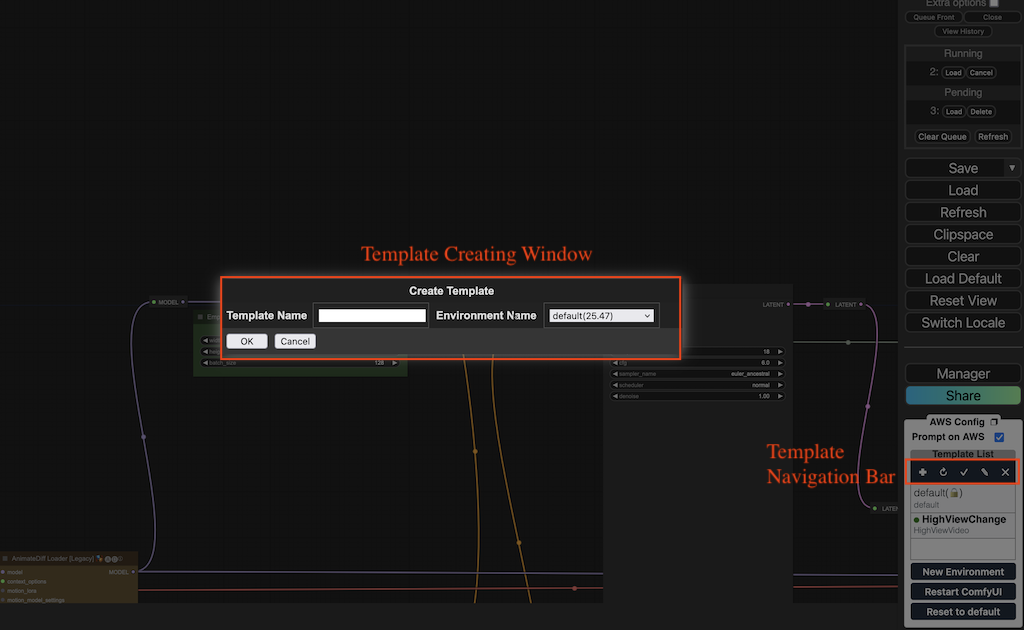 Extra options
Queue Front Close
View History
Running
2: Load Cancel
Pending
3: Load Delete
Clear Queue Refresh
Save ▼
Load
Refresh
Clipspace
Clear
Load Default
Reset View
Switch Locale
Manager
Share
AWS Config
Prompt on AWS
Template List
default(🔒)
default
HighViewChange
HighViewVideo
New Environment
Restart ComfyUI
Reset to default
Template Creating Window
Create Template
Template Name Environment Name default(25.47)
OK Cancel
Template
Navigation Bar
MODEL
LATENT LATENT
batch_size 128
18
cfg 8.0
sampler_name euler_ancestral
scheduler normal
denoise 1.00
AnimateDiff Loader [Legacy]
model MODEL
context_options
motion_lora
motion_model_settings